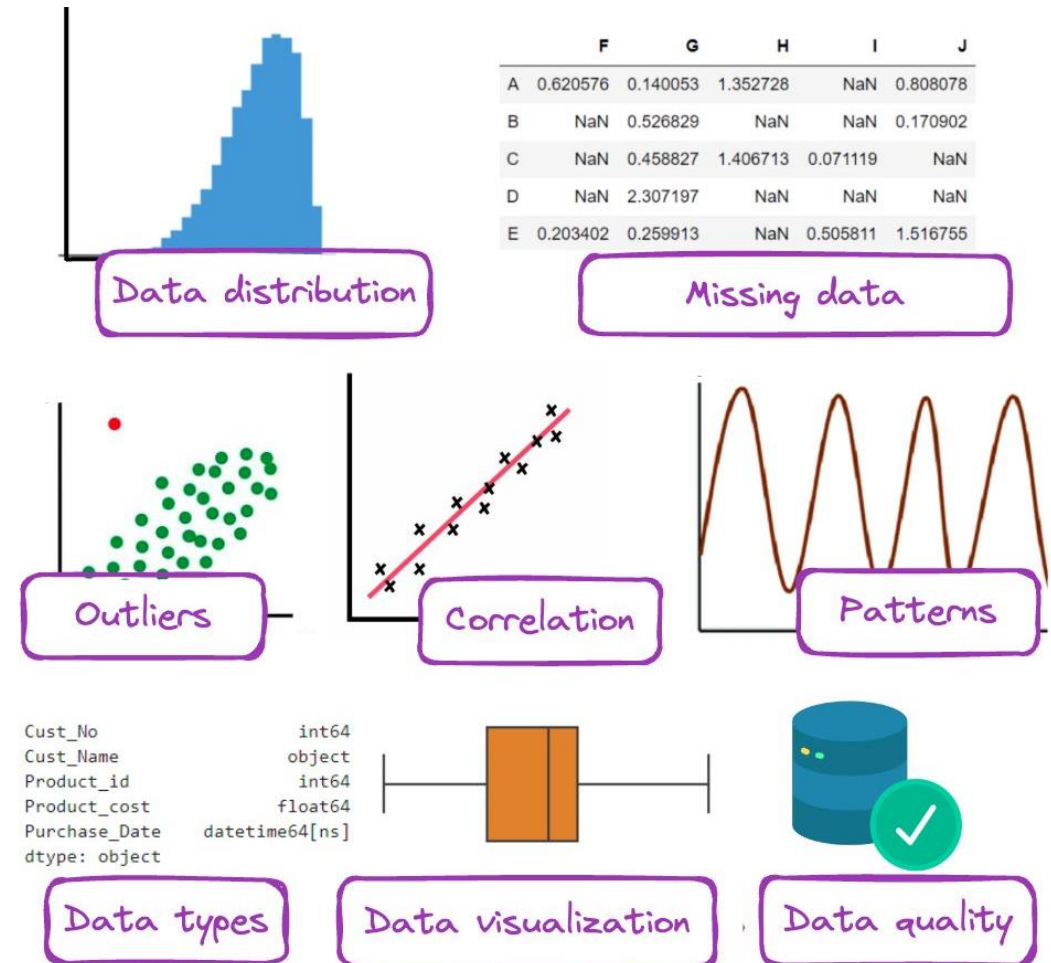 F G H I J
A 0.620576 0.140053 1.352728 NaN 0.808078
B NaN 0.526829 NaN NaN 0.170902
C NaN 0.458827 1.406713 0.071119 NaN
D NaN 2.307197 NaN NaN NaN
E 0.203402 0.259913 NaN 0.505811 1.516755
Data distribution
Missing data
Outliers
Correlation
Patterns
Cust_No int64
Cust_Name object
Product_id int64
Product_cost float64
Purchase_Date datetime64[ns]
dtype: object
Data types
Data visualization
Data quality